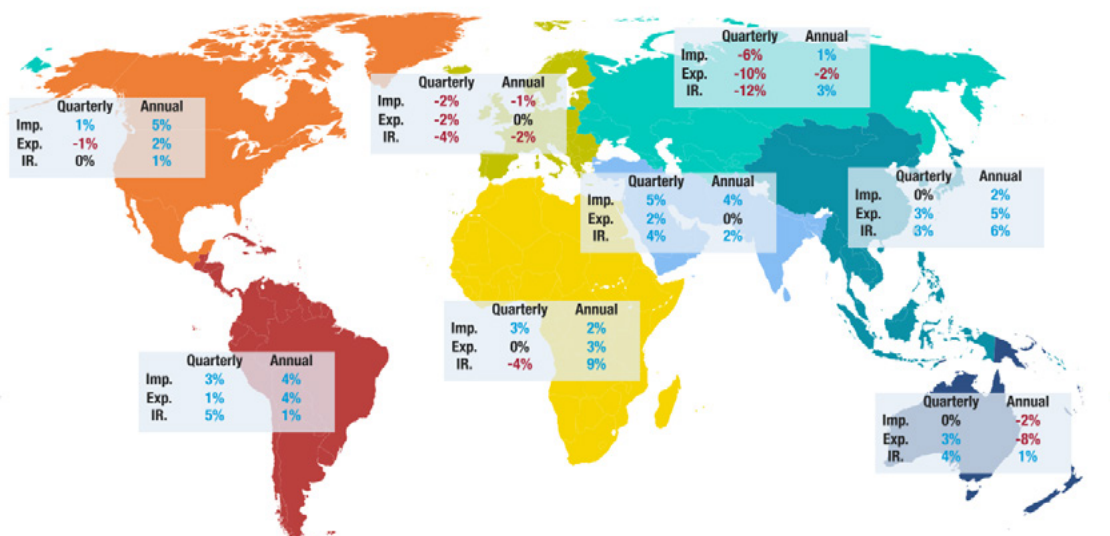 Quarterly Annual
Imp. -6% 1%
Exp. -10% -2%
IR. -12% 3%
Quarterly Annual
Imp. -2% -1%
Exp. -2% 0%
IR. -4% -2%
Quarterly Annual
Imp. 1% 5%
Exp. -1% 2%
IR. 0% 1%
Quarterly Annual
Imp. 5% 4%
Exp. 2% 0%
IR. 4% 2%
Quarterly Annual
Imp. 0% 2%
Exp. 3% 5%
IR. 3% 6%
Quarterly Annual
Imp. 3% 2%
Exp. 0% 3%
IR. -4% 9%
Quarterly Annual
Imp. 3% 4%
Exp. 1% 4%
IR. 5% 1%
Quarterly Annual
Imp. 0% -2%
Exp. 3% -8%
IR. 4% 1%